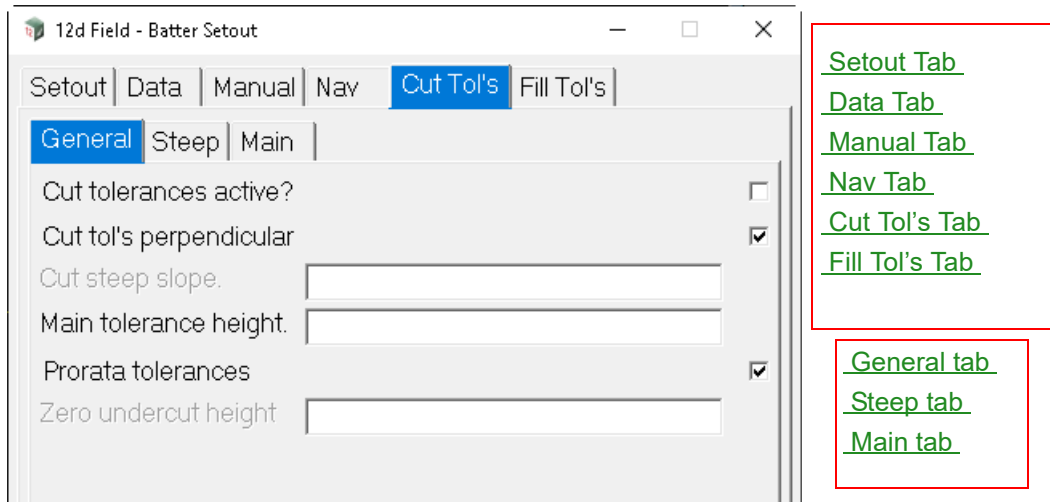 12d Field - Batter Setout
Setout Data Manual Nav Cut Tol's Fill Tol's
General Steep Main
Cut tolerances active?
Cut tol's perpendicular
Cut steep slope.
Main tolerance height.
Prorata tolerances
Zero undercut height
Setout Tab
Data Tab
Manual Tab
Nav Tab
Cut Tol’s Tab
Fill Tol’s Tab
General tab
Steep tab
Main tab